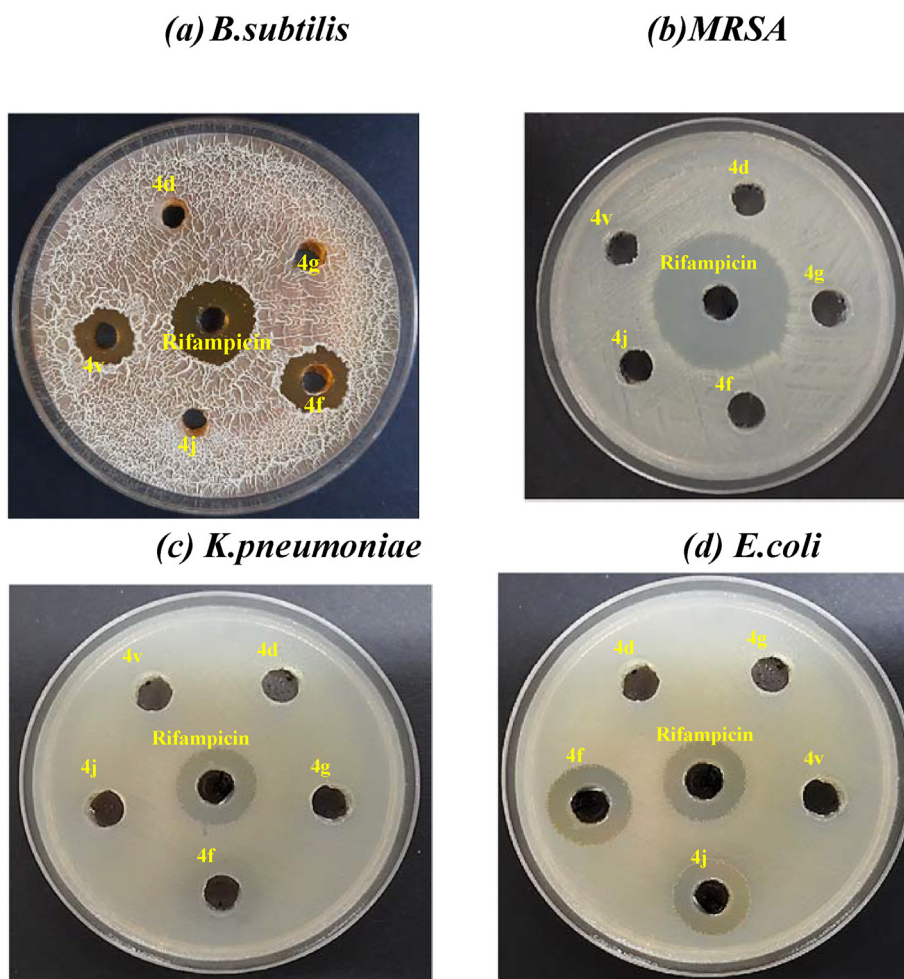 (a) B.subtilis
(b)MRSA
4d
4g
Rifampicin
4v
4f
4j
4d
4v
Rifampicin
4g
4j
4f
(c) K.pneumoniae
(d) E.coli
4v
4d
Rifampicin
4j
4g
4f
4d
4g
Rifampicin
4f
4v
4j